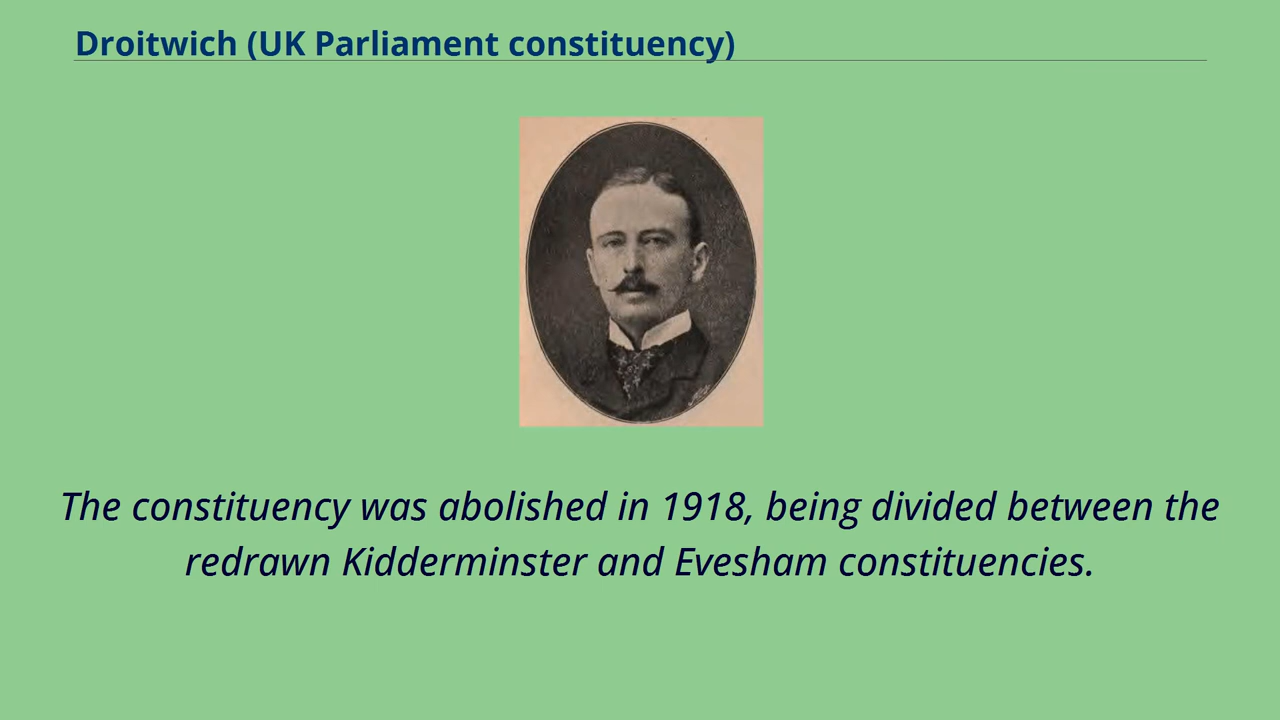 Droitwich (UK Parliament constituency)
The constituency was abolished in 1918, being divided between the
redrawn Kidderminster and Evesham constituencies.